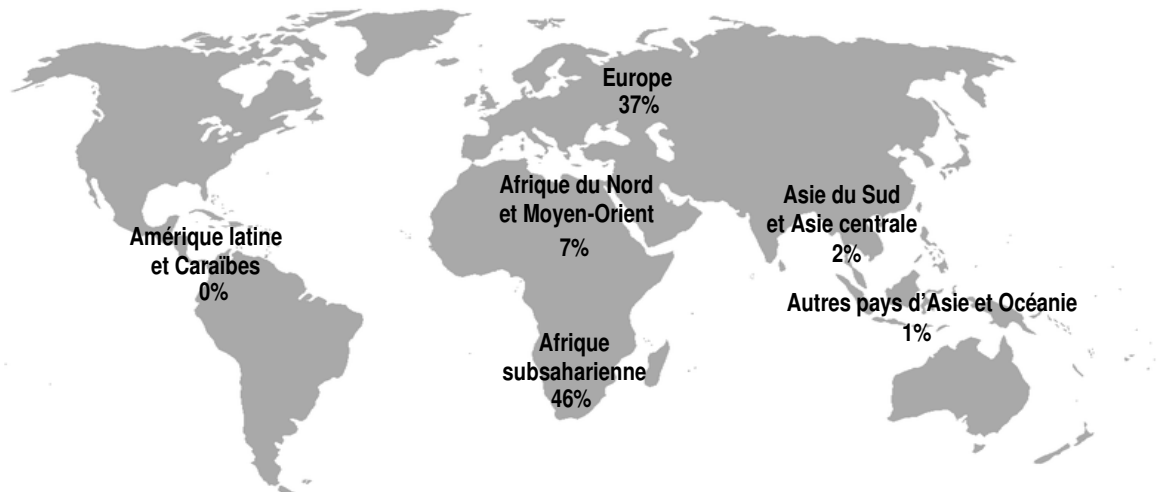 Europe
37%
Afrique du Nord
et Moyen-Orient
7%
Asie du Sud
et Asie centrale
2%
Amérique latine
et Caraïbes
0%
Autres pays d'Asie et Océanie
1%
Afrique
subsaharienne
46%